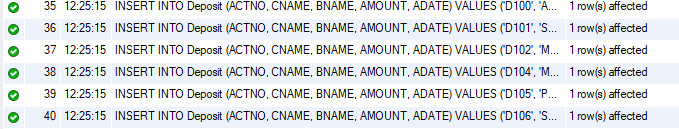 35 12:25:15 INSERT INTO Deposit (ACTNO, CNAME, BNAME, AMOUNT, ADATE) VALUES ('D100', 'A... 1 row(s) affected
36 12:25:15 INSERT INTO Deposit (ACTNO, CNAME, BNAME, AMOUNT, ADATE) VALUES ('D101', 'S... 1 row(s) affected
37 12:25:15 INSERT INTO Deposit (ACTNO, CNAME, BNAME, AMOUNT, ADATE) VALUES ('D102', 'M... 1 row(s) affected
38 12:25:15 INSERT INTO Deposit (ACTNO, CNAME, BNAME, AMOUNT, ADATE) VALUES ('D104', 'M... 1 row(s) affected
39 12:25:15 INSERT INTO Deposit (ACTNO, CNAME, BNAME, AMOUNT, ADATE) VALUES ('D105', 'P... 1 row(s) affected
40 12:25:15 INSERT INTO Deposit (ACTNO, CNAME, BNAME, AMOUNT, ADATE) VALUES ('D106', 'S... 1 row(s) affected